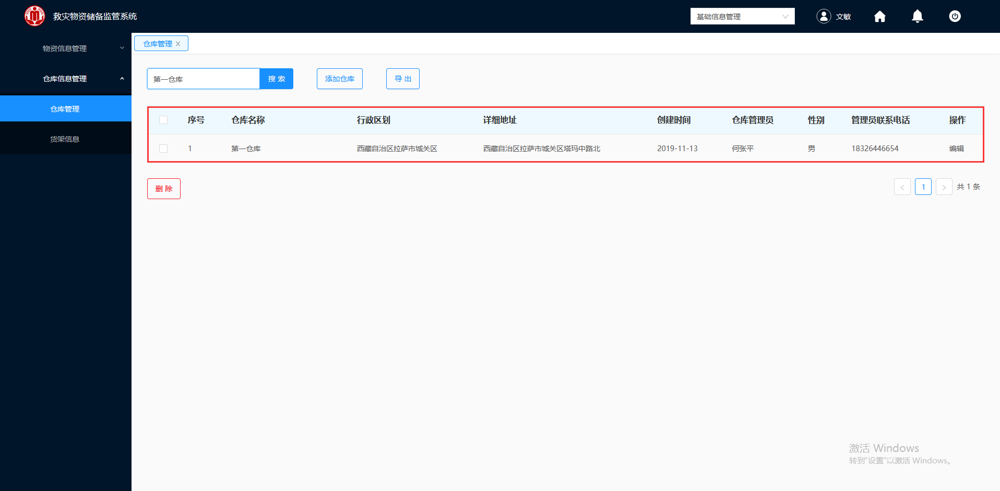 救灾物资储备监管系统
基础信息管理
文敏
物资信息管理
仓库信息管理
仓库管理
货架信息
仓库管理
第一仓库
搜 索
添加仓库
导 出
序号 仓库名称 行政区划 详细地址 创建时间 仓库管理员 性别 管理员联系电话 操作
1 第一仓库 西藏自治区拉萨市城关区 西藏自治区拉萨市城关区塔玛中路北 2019-11-13 何张平 男 18326446654 编辑
删 除
< 1 > 共 1 条
激活 Windows
转到“设置”以激活 Windows。